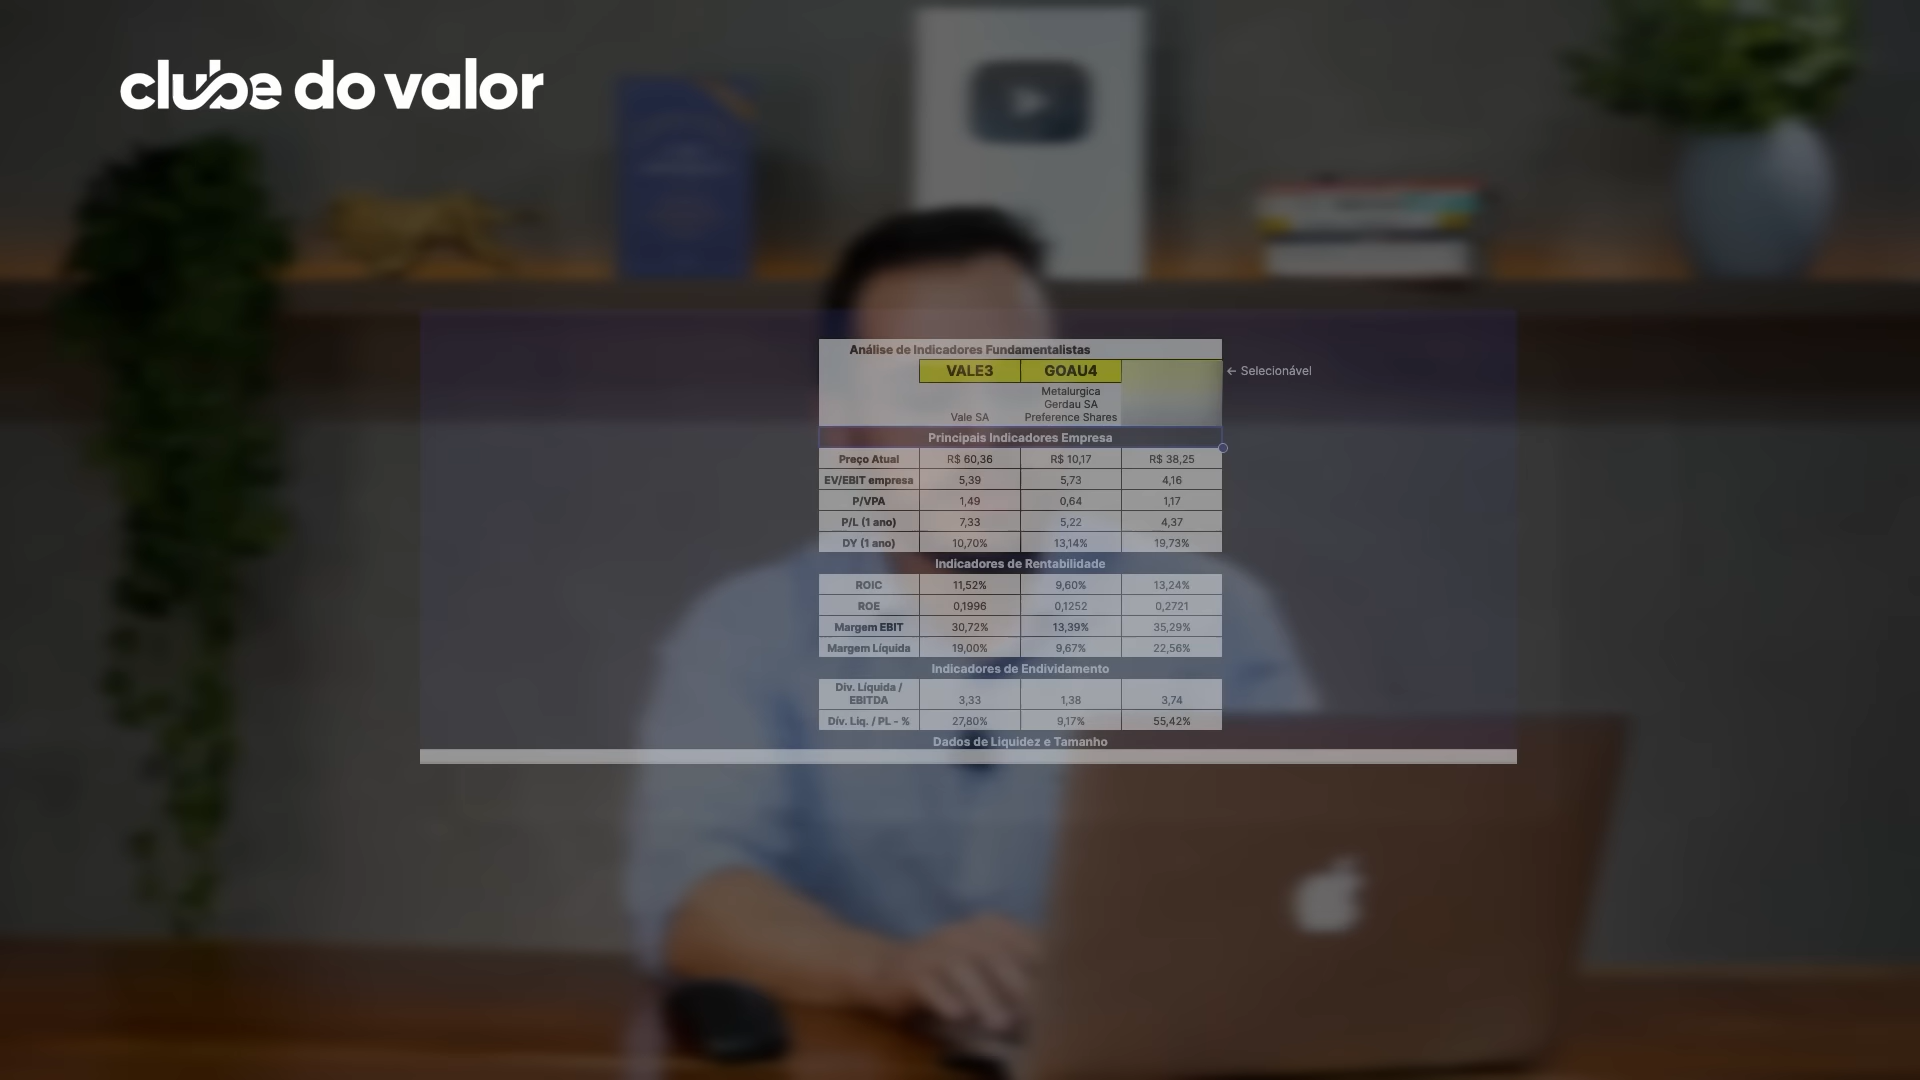 clube do valor
Análise de Indicadores Fundamentalistas
VALE3 GOAU4 ← Selecionável
Vale SA Metalurgica Gerdau SA Preference Shares
Principais Indicadores Empresa
Preço Atual R$ 60,36 R$ 10,17 R$ 38,25
EV/EBIT empresa 5,39 5,73 4,16
P/VPA 1,49 0,64 1,17
P/L (1 ano) 7,33 5,22 4,37
DY (1 ano) 10,70% 13,14% 19,73%
Indicadores de Rentabilidade
ROIC 11,52% 9,60% 13,24%
ROE 0,1996 0,1252 0,2721
Margem EBIT 30,72% 13,39% 35,29%
Margem Líquida 19,00% 9,67% 22,56%
Indicadores de Endividamento
Div. Líquida / EBITDA 3,33 1,38 3,74
Dív. Liq. / PL - % 27,80% 9,17% 55,42%
Dados de Liquidez e Tamanho